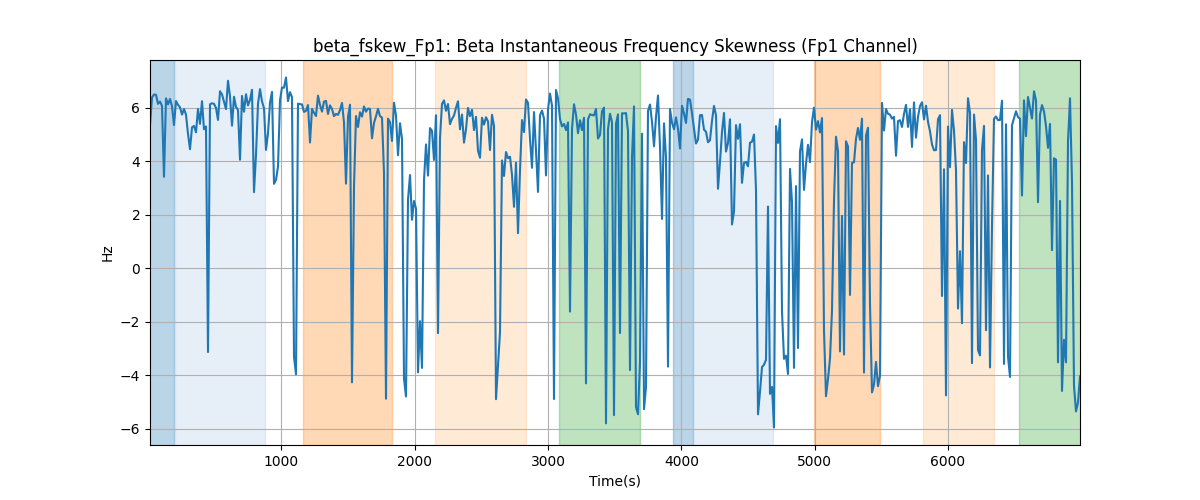 beta_fskew_Fp1: Beta Instantaneous Frequency Skewness (Fp1 Channel)
6
4
2
0
−2
−4
−6
Hz
1000 2000 3000 4000 5000 6000
Time(s)